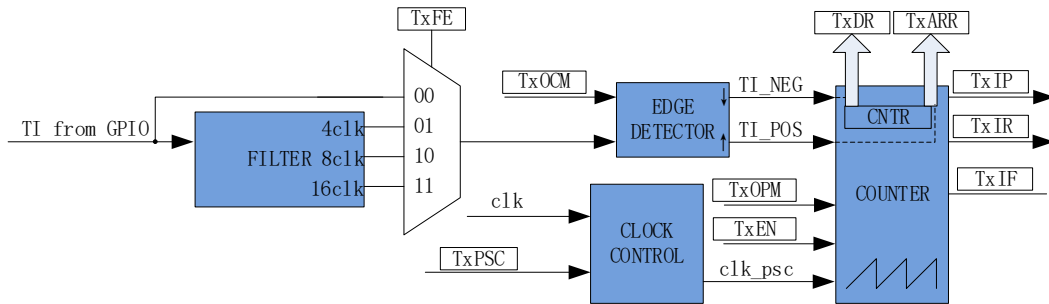 TxFE
TxDR
TxARR
TxOCM
TI_NEG
TxIP
00
EDGE
DETECTOR
CNTR
TI from GPIO
4clk
01
TI_POS
TxIR
FILTER 8clk
10
16clk
11
TxOPM
COUNTER
TxIF
clk
CLOCK
CONTROL
TxEN
TxPSC
clk_psc